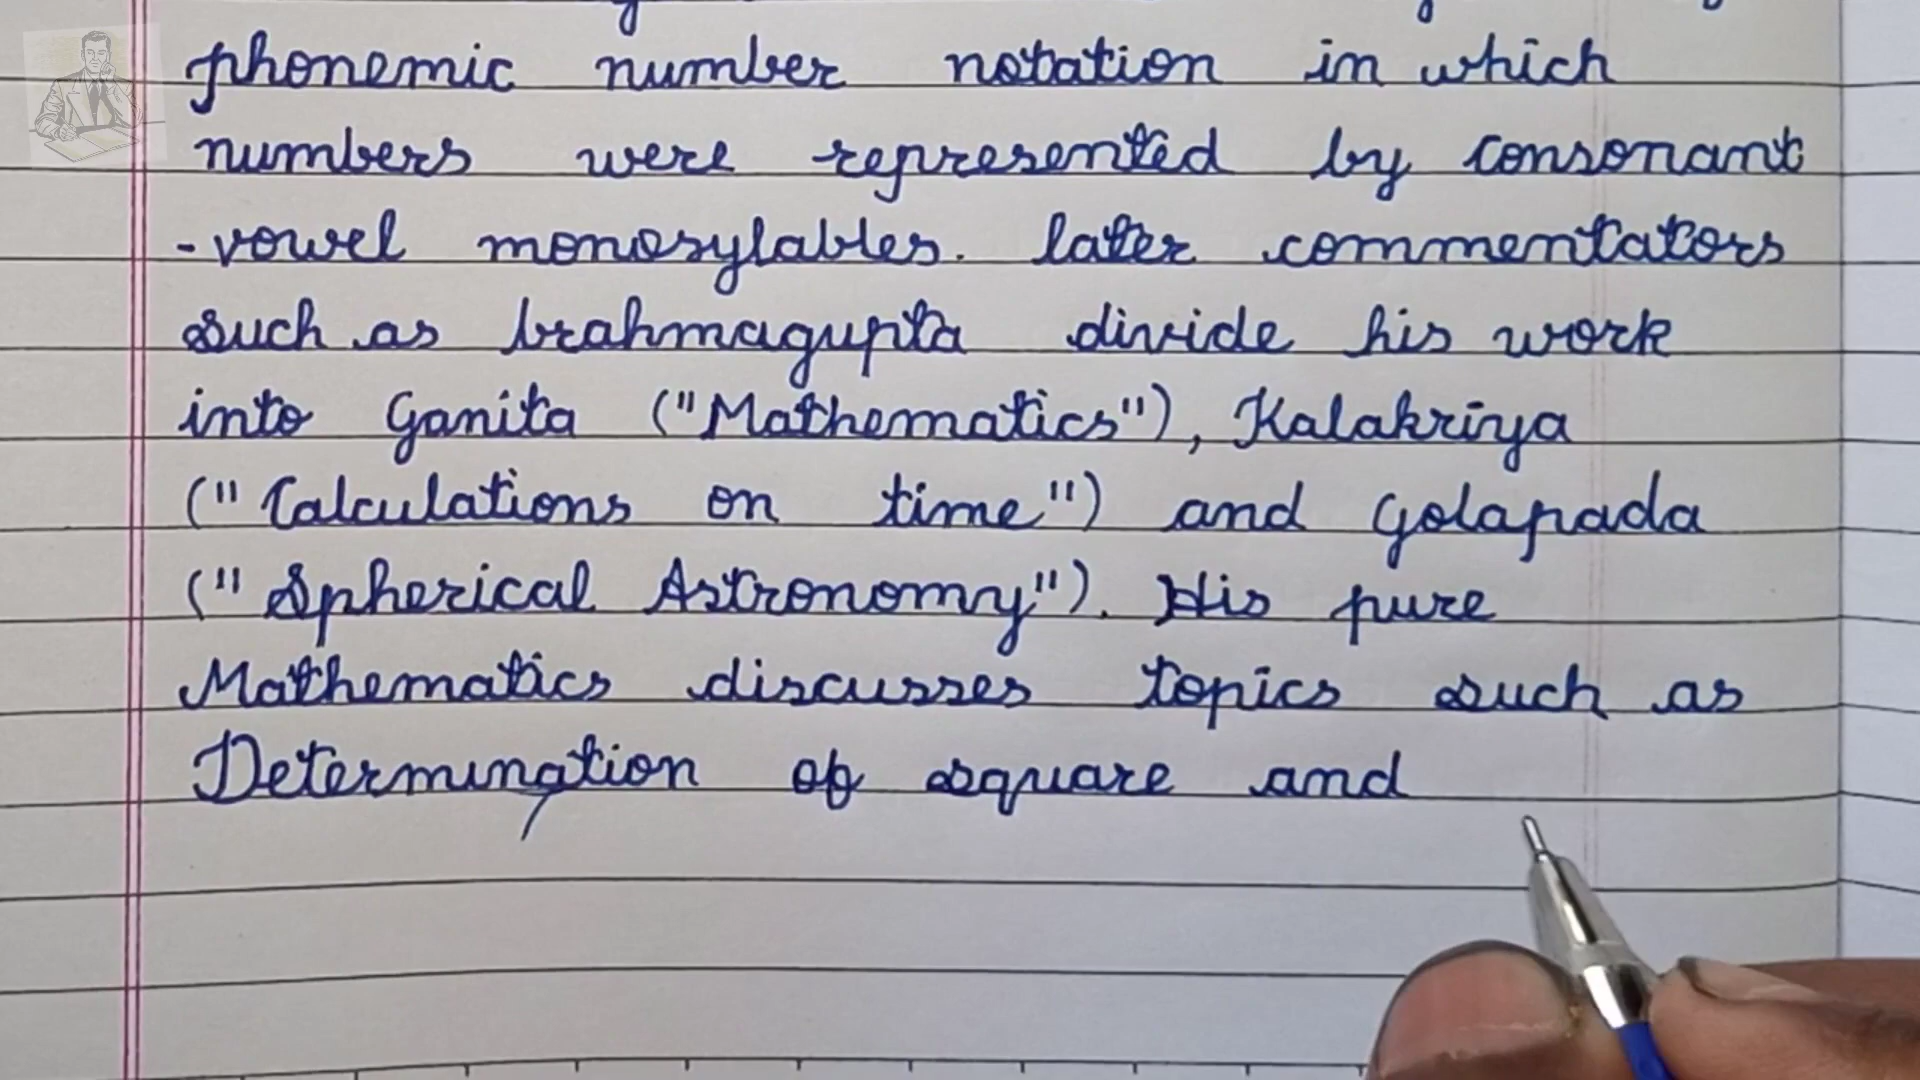 phonemic number notation in which
numbers were represented by consonant
-vowel monosylables. later commentators
such as brahmagupta divide his work
into Ganita ("Mathematics"), Kalakriya
("Calculations on time") and Golapada
("Spherical Astronomy"). His pure
Mathematics discusses topics such as
Determination of square and